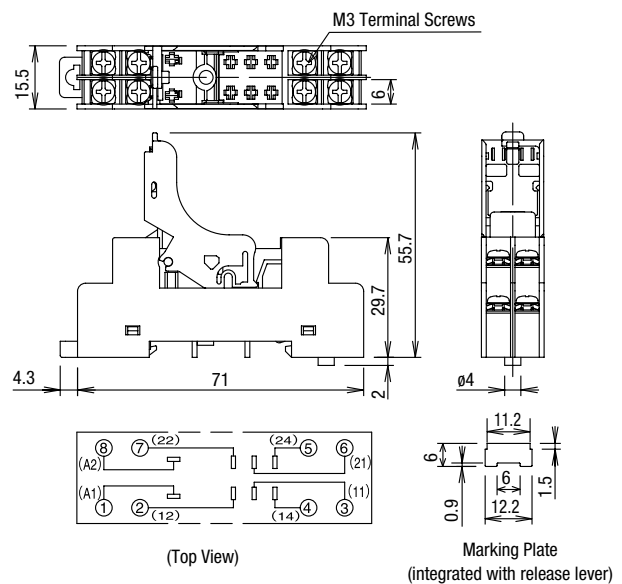 M3 Terminal Screws
15.5
6
55.7
29.7
4.3
71
2
ø4
11.2
6
0.9
6
12.2
1.5
⑧ ⑦ (22) (24) ⑤ ⑥
(A2) (21)
(A1) (11)
① ② (12) (14) ④ ③
(Top View)
Marking Plate
(integrated with release lever)